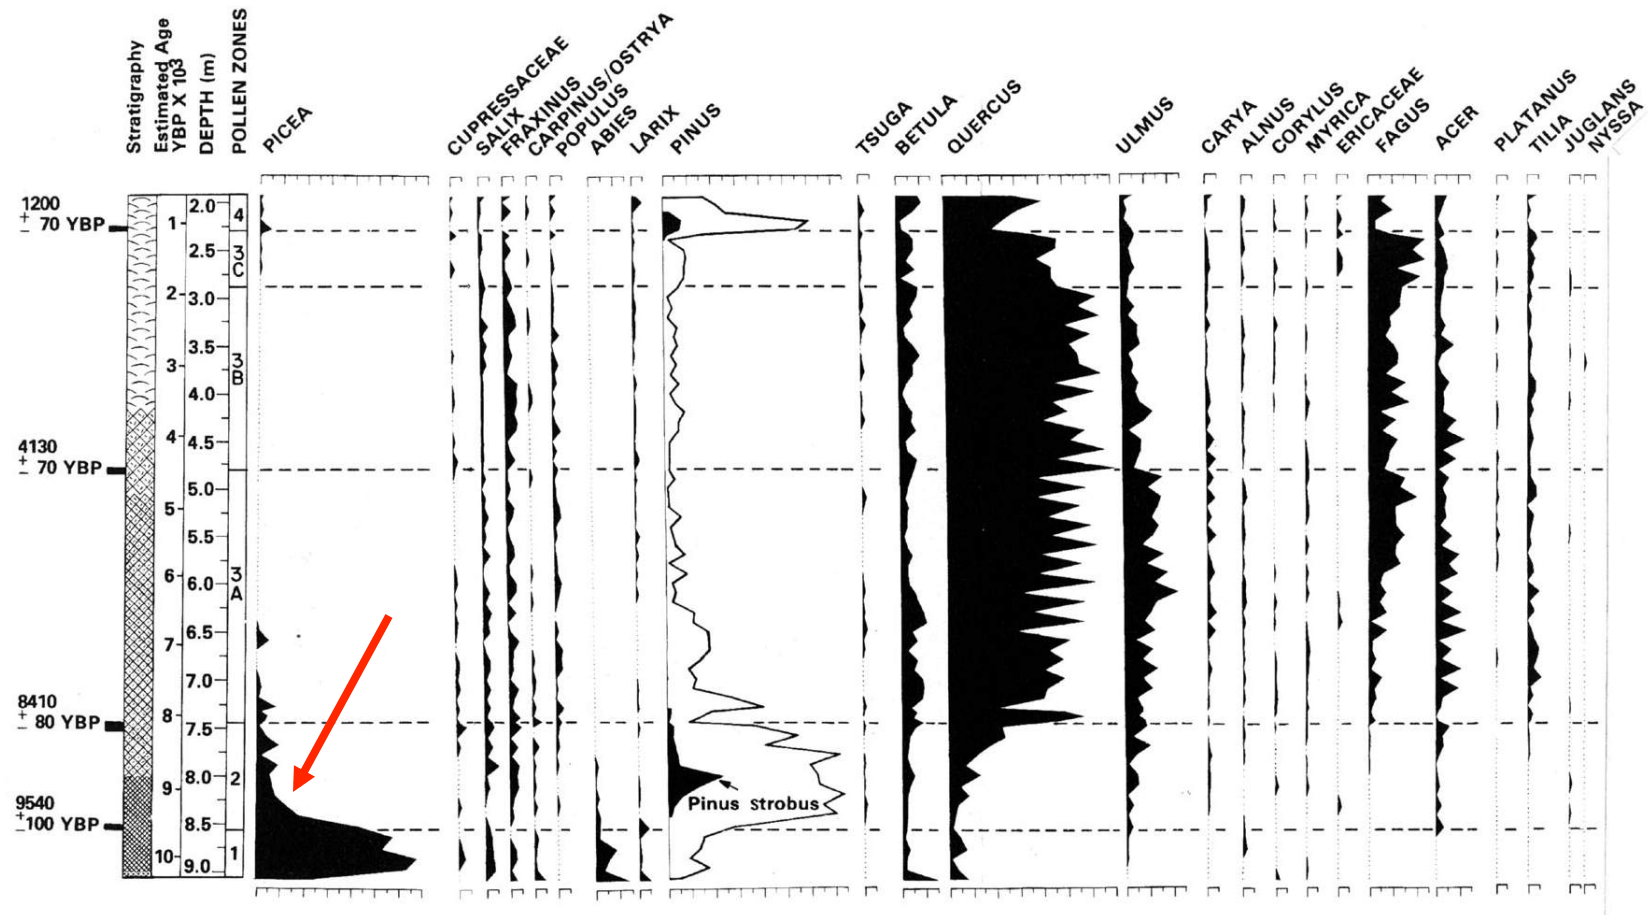 Stratigraphy
Estimated Age
YBP X 10³
DEPTH (m)
POLLEN ZONES
PICEA
CUPRESSACEAE
SALIX
FRAXINUS
CARPINUS/OSTRYA
POPULUS
ABIES
LARIX
PINUS
TSUGA
BETULA
QUERCUS
ULMUS
CARYA
ALNUS
CORYLUS
MYRICA
ERICACEAE
FAGUS
ACER
PLATANUS
TILIA
JUGLANS
NYSSA
1200
± 70 YBP
4130
± 70 YBP
8410
± 80 YBP
9540
±100 YBP
1
2
3
4
5
6
7
8
9
10
2.0
2.5
3.0
3.5
4.0
4.5
5.0
5.5
6.0
6.5
7.0
7.5
8.0
8.5
9.0
4
3C
3B
3A
2
1
Pinus Strobus